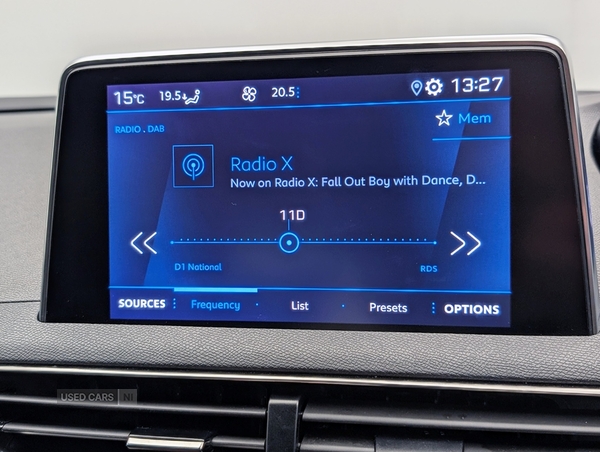 15°C 19.5 20.5 13:27
RADIO . DAB
Mem
Radio X
Now on Radio X: Fall Out Boy with Dance, D...
11D
D1 National RDS
SOURCES Frequency List Presets OPTIONS
USED CARS NI